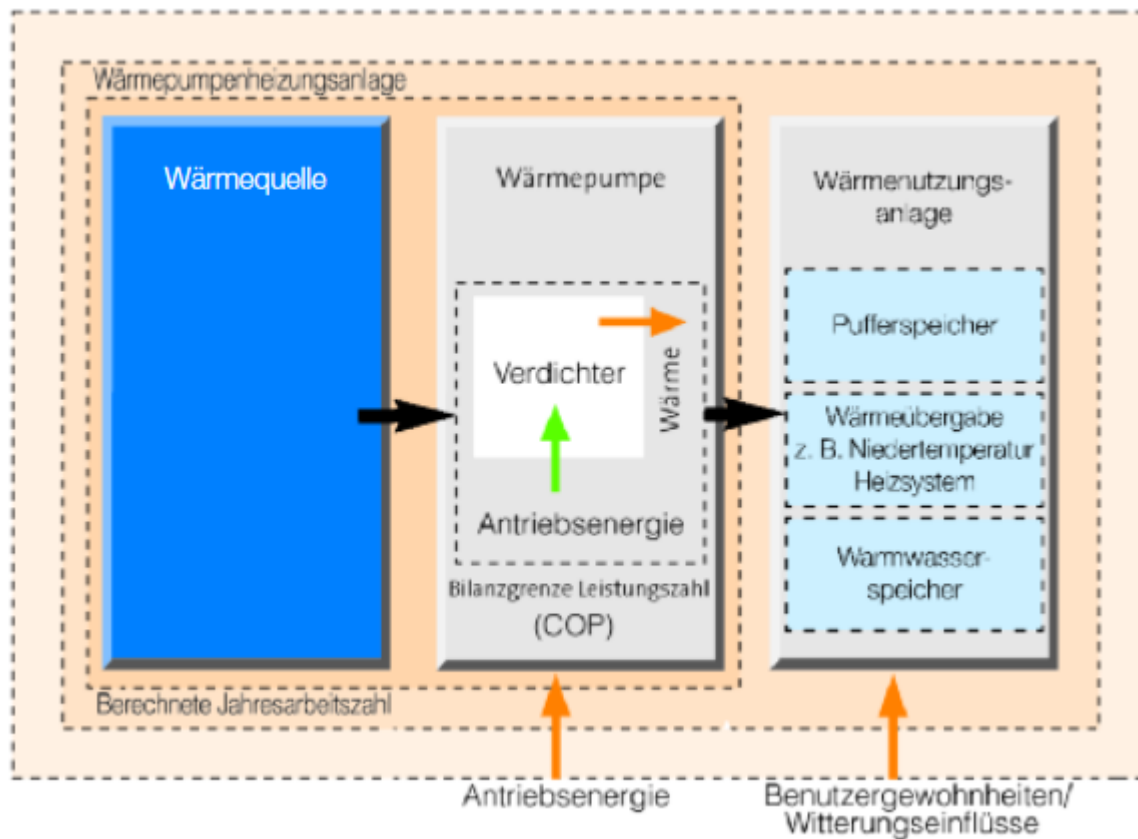 Wärmepumpenheizungsanlage
Wärmequelle
Wärmepumpe
Verdichter
Wärme
Antriebsenergie
Bilanzgrenze Leistungszahl
(COP)
Wärmenutzungs-
anlage
Pufferspeicher
Wärmeübergabe
z. B. Niedertemperatur
Heizsystem
Warmwasser-
speicher
Berechnete Jahresarbeitszahl
Antriebsenergie
Benutzergewohnheiten/
Witterungseinflüsse